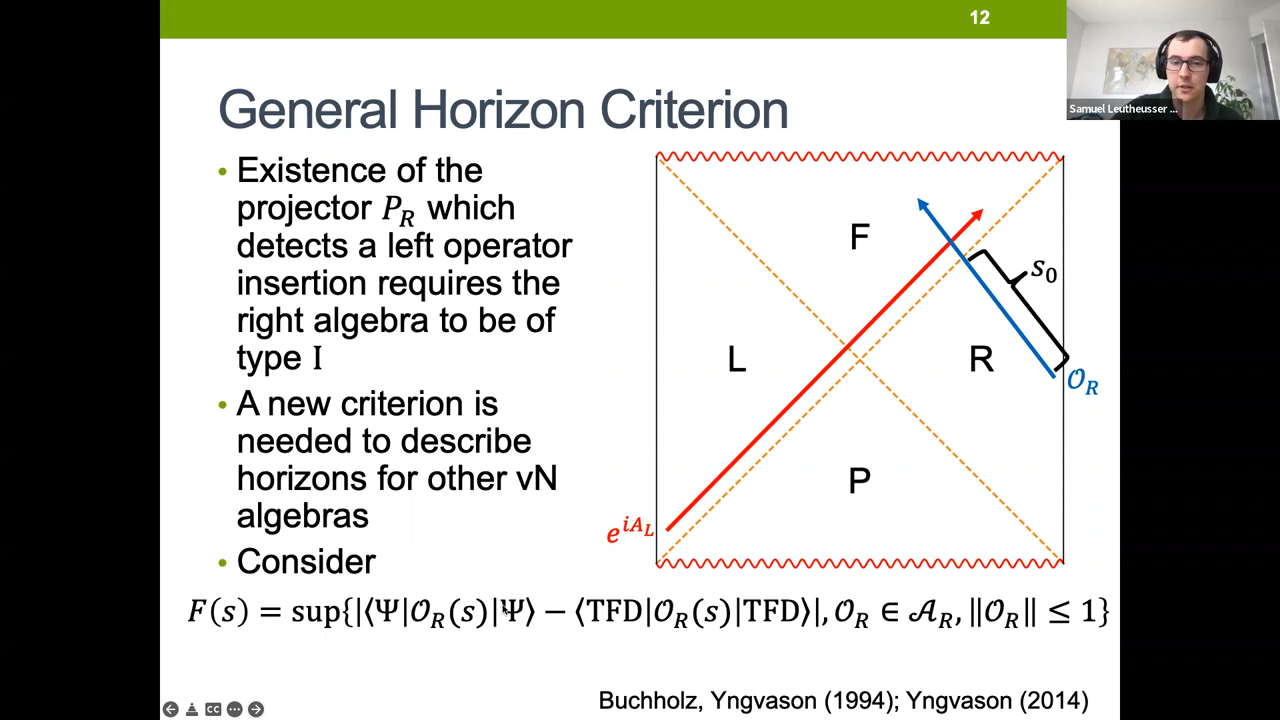 12
Samuel Leutheusser ...
General Horizon Criterion
• Existence of the
projector P_R which
detects a left operator
insertion requires the
right algebra to be of
type I
• A new criterion is
needed to describe
horizons for other vN
algebras
• Consider
F(s) = sup{|⟨Ψ|𝒪_R(s)|Ψ⟩ − ⟨TFD|𝒪_R(s)|TFD⟩|, 𝒪_R ∈ 𝒜_R, ‖𝒪_R‖ ≤ 1}
F
s_0
L
R
𝒪_R
P
e^{iA_L}
Buchholz, Yngvason (1994); Yngvason (2014)
CC